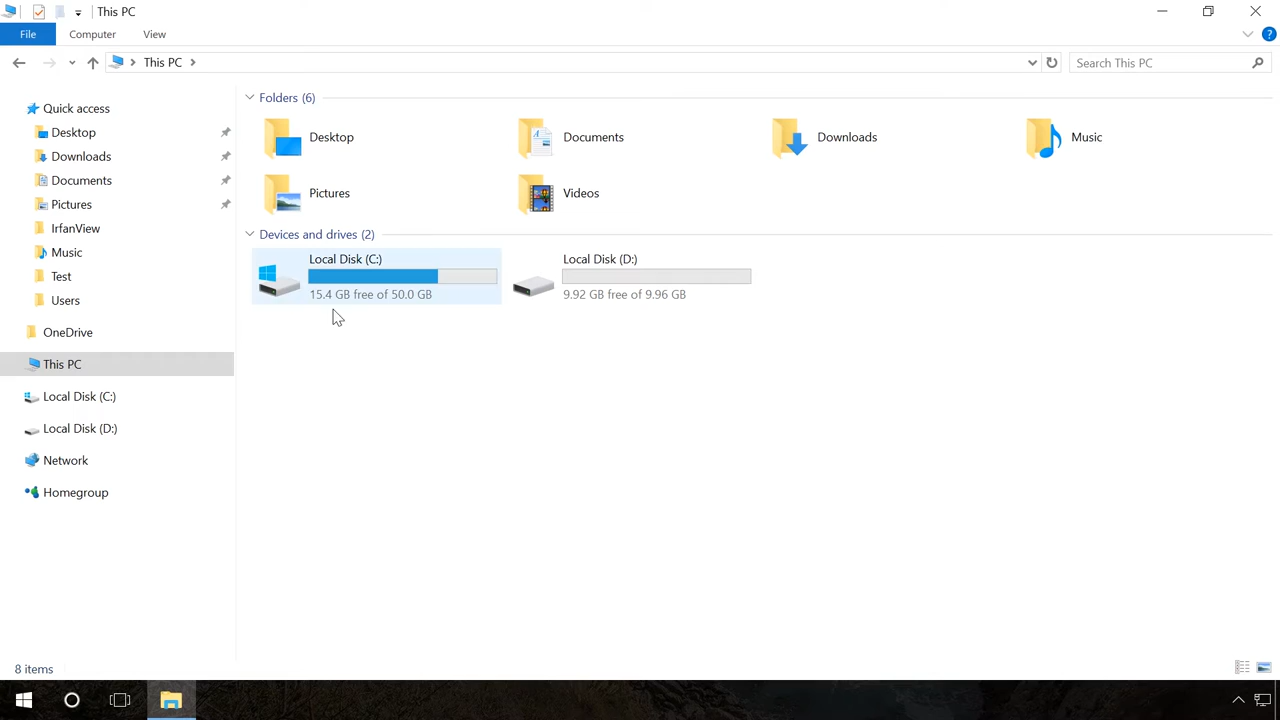 This PC
File
Computer
View
This PC
Search This PC
Quick access
Desktop
Downloads
Documents
Pictures
IrfanView
Music
Test
Users
OneDrive
This PC
Local Disk (C:)
Local Disk (D:)
Network
Homegroup
Folders (6)
Desktop
Documents
Downloads
Music
Pictures
Videos
Devices and drives (2)
Local Disk (C:)
15.4 GB free of 50.0 GB
Local Disk (D:)
9.92 GB free of 9.96 GB
8 items